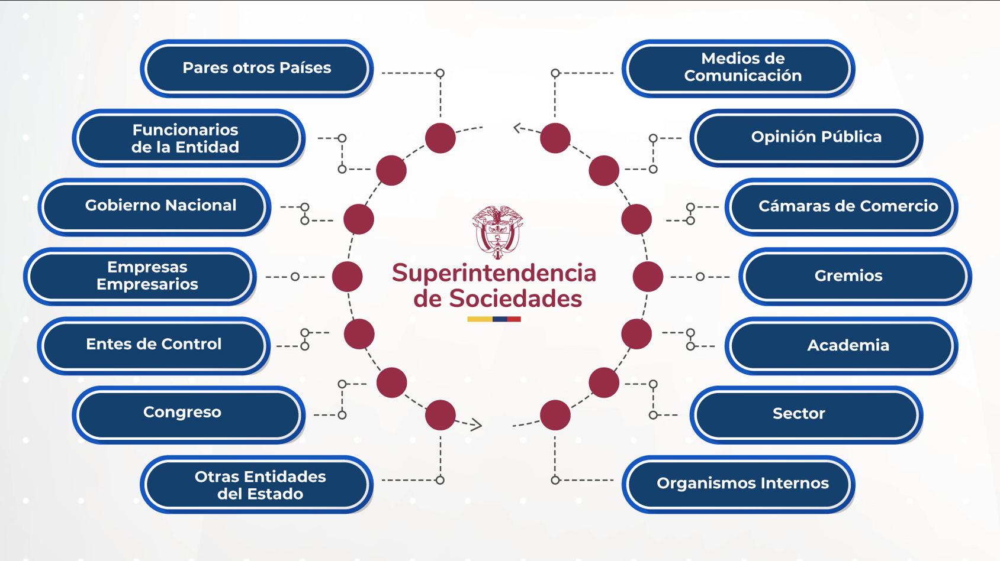 Pares otros Países
Funcionarios
de la Entidad
Gobierno Nacional
Empresas
Empresarios
Entes de Control
Congreso
Otras Entidades
del Estado
Superintendencia
de Sociedades
Medios de
Comunicación
Opinión Pública
Cámaras de Comercio
Gremios
Academia
Sector
Organismos Internos